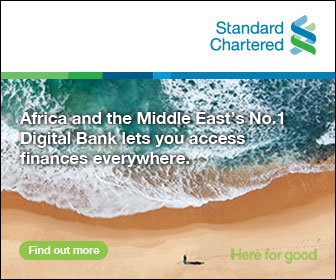 Standard
Chartered
Africa and the Middle East's No.1
Digital Bank lets you access
finances everywhere.
Find out more
Here for good